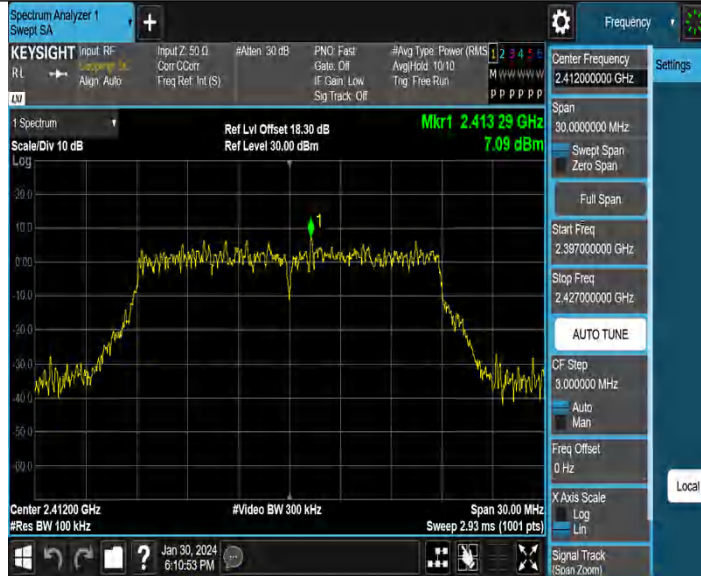 Spectrum Analyzer 1
Swept SA
+
Frequency
KEYSIGHT
Input: RF
Align: Auto
Input Z: 50 Ω
Corr CCorr
Freq Ref: Int (S)
#Atten: 30 dB
PNO: Fast
Gate: Off
IF Gain: Low
Sig Track: Off
#Avg Type: Power (RMS
Avg|Hold: 10/10
Trig: Free Run
1 2 3 4 5 6
M W W W W W
P P P P P P
RL
Settings
Center Frequency
2.412000000 GHz
Span
30.0000000 MHz
Swept Span
Zero Span
Full Span
Start Freq
2.397000000 GHz
Stop Freq
2.427000000 GHz
AUTO TUNE
CF Step
3.000000 MHz
Auto
Man
Freq Offset
0 Hz
X Axis Scale
Log
Lin
Signal Track
(Span Zoom)
Local
1 Spectrum
Scale/Div 10 dB
Log
Ref Lvl Offset 18.30 dB
Ref Level 30.00 dBm
Mkr1 2.413 29 GHz
7.09 dBm
20.0
10.0
0.00
-10.0
-20.0
-30.0
-40.0
-50.0
-60.0
1
Center 2.41200 GHz
#Res BW 100 kHz
#Video BW 300 kHz
Span 30.00 MHz
Sweep 2.93 ms (1001 pts)
?
Jan 30, 2024
6:10:53 PM